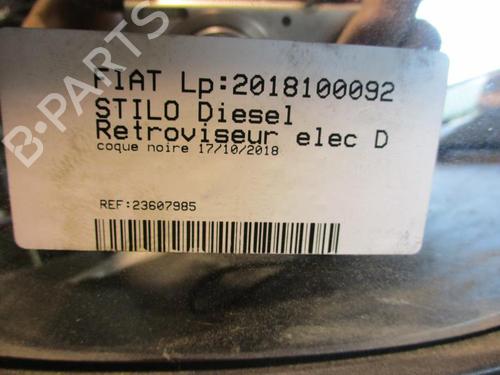 FIAT Lp:2018100092
STILO Diesel
Retroviseur elec D
coque noire 17/10/2018
REF:23607985
B-PARTS